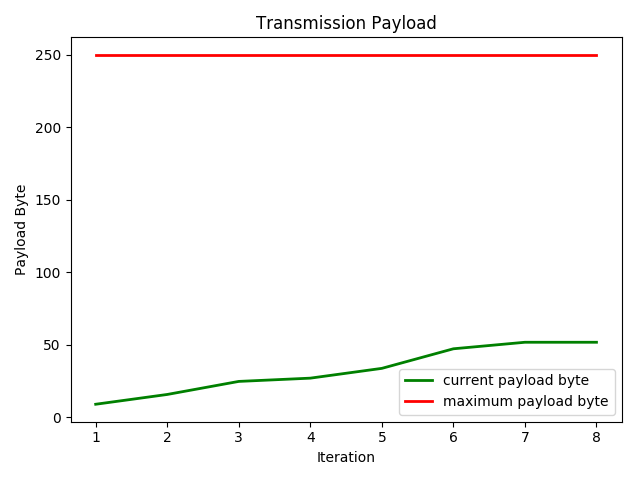 Transmission Payload
Payload Byte
250
200
150
100
50
0
current payload byte
maximum payload byte
1 2 3 4 5 6 7 8
Iteration